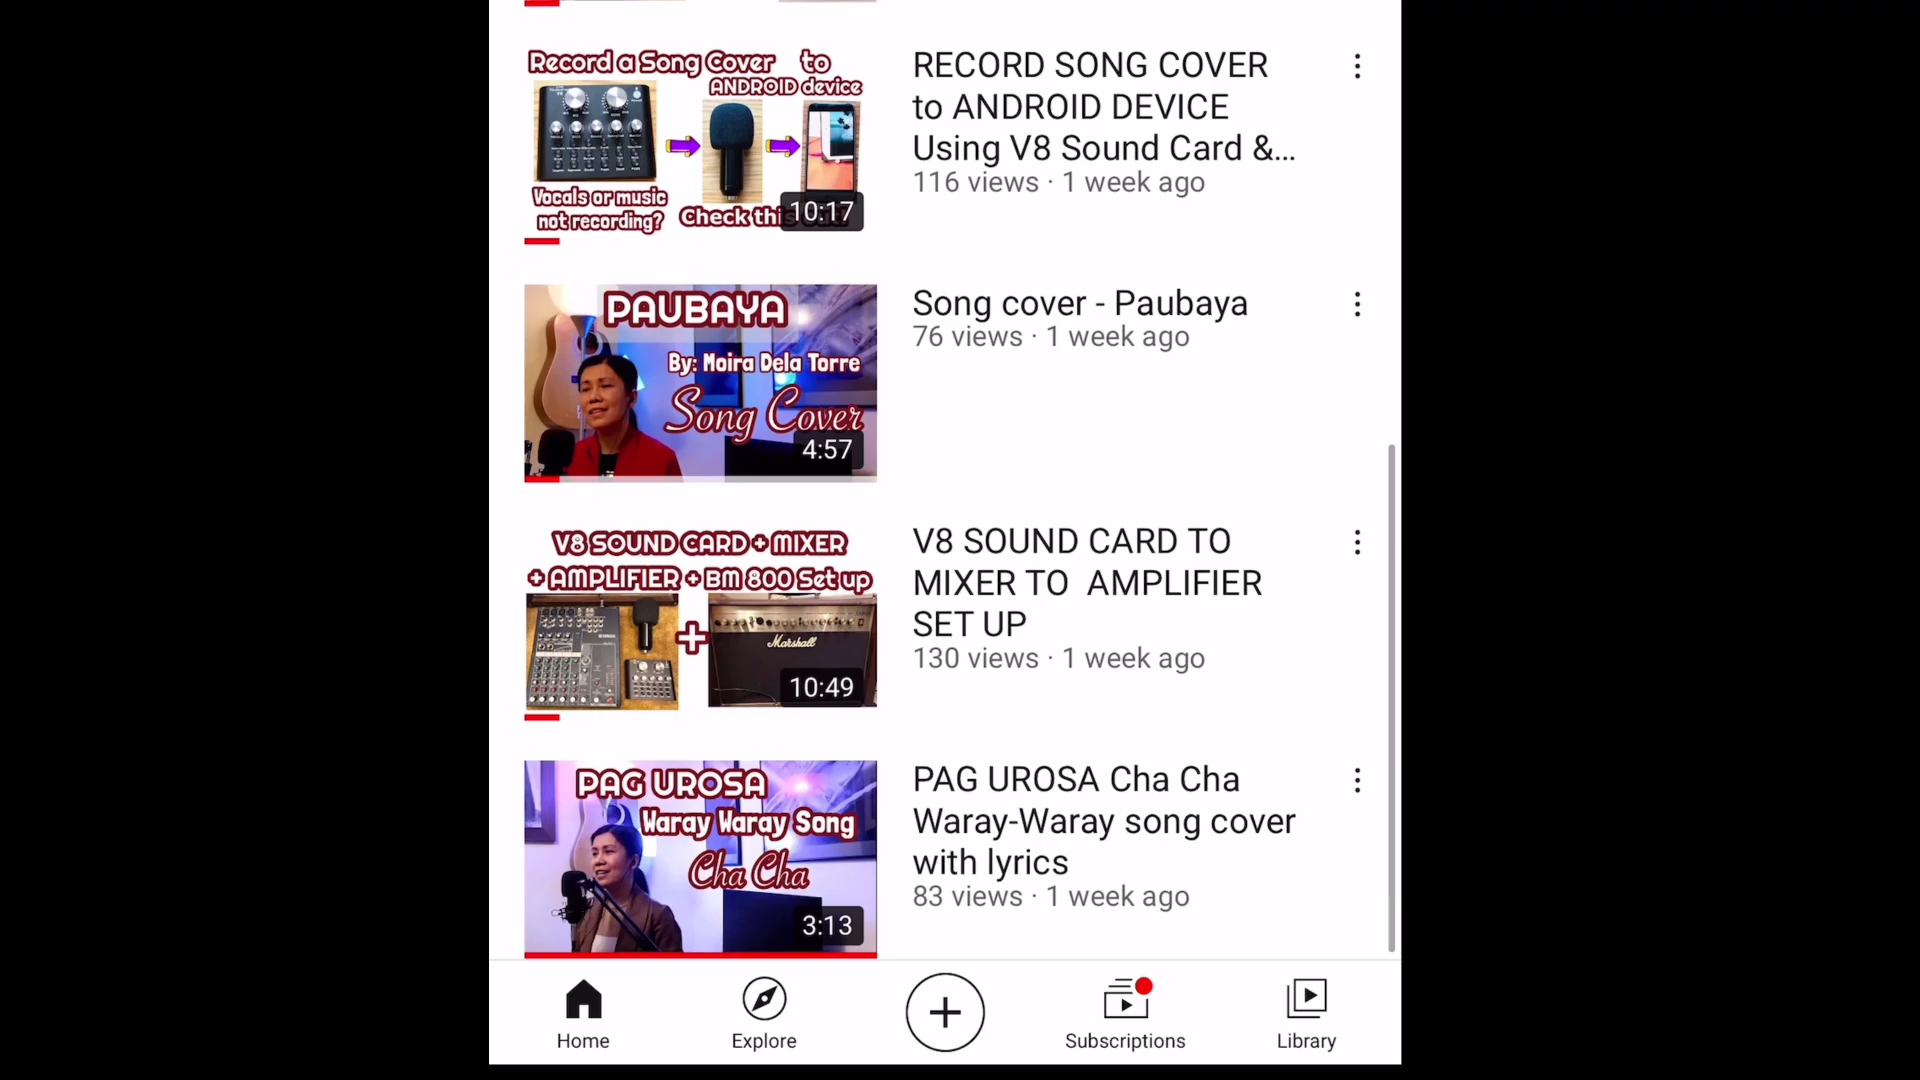 Record a Song Cover to
ANDROID device
Vocals or music
not recording?
Check this
10:17
RECORD SONG COVER
to ANDROID DEVICE
Using V8 Sound Card &...
116 views · 1 week ago
PAUBAYA
By: Moira Dela Torre
Song Cover
4:57
Song cover - Paubaya
76 views · 1 week ago
V8 SOUND CARD + MIXER
+ AMPLIFIER + BM 800 Set up
+
Marshall
10:49
V8 SOUND CARD TO
MIXER TO AMPLIFIER
SET UP
130 views · 1 week ago
PAG UROSA
Waray Waray Song
Cha Cha
3:13
PAG UROSA Cha Cha
Waray-Waray song cover
with lyrics
83 views · 1 week ago
Home
Explore
Subscriptions
Library